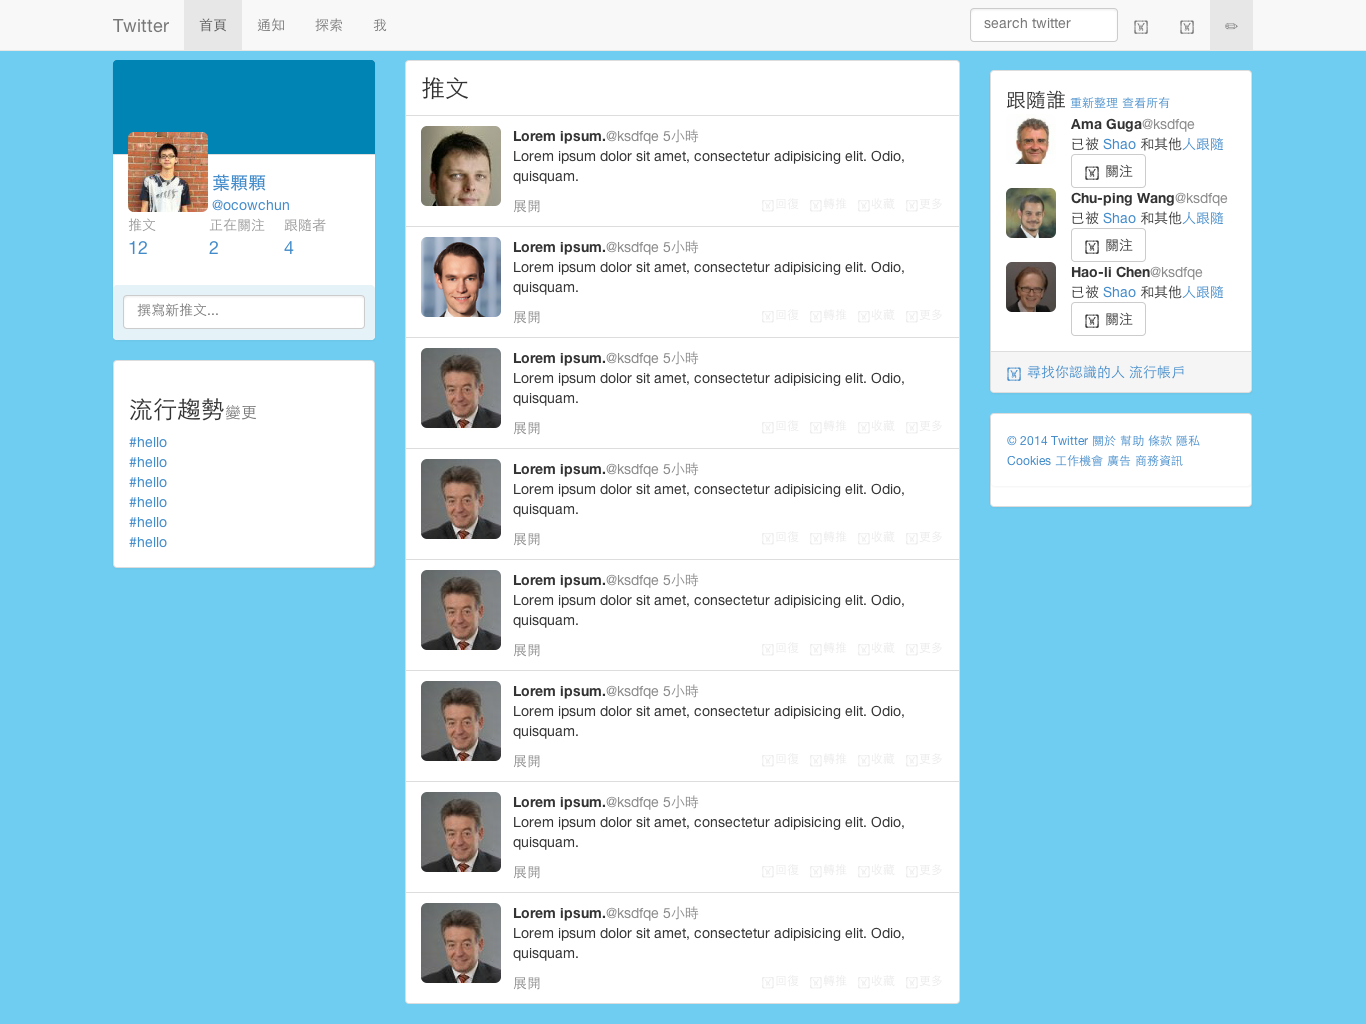 Twitter 首頁 通知 探索 我 search twitter
葉顆顆
@ocowchun
推文 正在關注 跟隨者
12 2 4
撰寫新推文...
流行趨勢變更
#hello
#hello
#hello
#hello
#hello
#hello
推文
Lorem ipsum.@ksdfqe 5小時
Lorem ipsum dolor sit amet, consectetur adipisicing elit. Odio,
quisquam.
展開 回復 轉推 收藏 更多
Lorem ipsum.@ksdfqe 5小時
Lorem ipsum dolor sit amet, consectetur adipisicing elit. Odio,
quisquam.
展開 回復 轉推 收藏 更多
Lorem ipsum.@ksdfqe 5小時
Lorem ipsum dolor sit amet, consectetur adipisicing elit. Odio,
quisquam.
展開 回復 轉推 收藏 更多
Lorem ipsum.@ksdfqe 5小時
Lorem ipsum dolor sit amet, consectetur adipisicing elit. Odio,
quisquam.
展開 回復 轉推 收藏 更多
Lorem ipsum.@ksdfqe 5小時
Lorem ipsum dolor sit amet, consectetur adipisicing elit. Odio,
quisquam.
展開 回復 轉推 收藏 更多
Lorem ipsum.@ksdfqe 5小時
Lorem ipsum dolor sit amet, consectetur adipisicing elit. Odio,
quisquam.
展開 回復 轉推 收藏 更多
Lorem ipsum.@ksdfqe 5小時
Lorem ipsum dolor sit amet, consectetur adipisicing elit. Odio,
quisquam.
展開 回復 轉推 收藏 更多
Lorem ipsum.@ksdfqe 5小時
Lorem ipsum dolor sit amet, consectetur adipisicing elit. Odio,
quisquam.
展開 回復 轉推 收藏 更多
跟隨誰 重新整理 查看所有
Ama Guga@ksdfqe
已被 Shao 和其他人跟隨
關注
Chu-ping Wang@ksdfqe
已被 Shao 和其他人跟隨
關注
Hao-li Chen@ksdfqe
已被 Shao 和其他人跟隨
關注
尋找你認識的人 流行帳戶
© 2014 Twitter 關於 幫助 條款 隱私
Cookies 工作機會 廣告 商務資訊